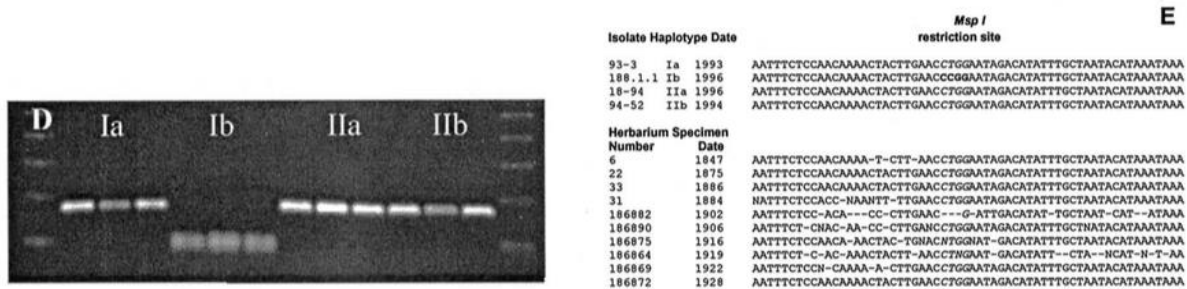 D Ia Ib IIa IIb
E
Msp I
Isolate Haplotype Date restriction site
93-3 Ia 1993 AATTTCTCCAACAAAACTACTTGAACCTGGAATAGACATATTTGCTAATACATAAATAAA
188.1.1 Ib 1996 AATTTCTCCAACAAAACTACTTGAACCCGGAATAGACATATTTGCTAATACATAAATAAA
18-94 IIa 1996 AATTTCTCCAACAAAACTACTTGAACCTGGAATAGACATATTTGCTAATACATAAATAAA
94-52 IIb 1994 AATTTCTCCAACAAAACTACTTGAACCTGGAATAGACATATTTGCTAATACATAAATAAA
Herbarium Specimen
Number Date
6 1847 AATTTCTCCAACAAAA-T-CTT-AACCTGGAATAGACATATTTGCTAATACATAAATAAA
22 1875 AATTTCTCCAACAAAACTACTTGAACCTGGAATAGACATATTTGCTAATACATAAATAAA
33 1886 AATTTCTCCAACAAAACTACTTGAACCTGGAATAGACATATTTGCTAATACATAAATAAA
31 1884 NATTTCTCCACC-NAANTT-TTGAACCTGGAATAGACATATTTGCTAATACATAAATAAA
186882 1902 AATTTCTCC-ACA---CC-CTTGAAC---G-ATTGACATAT-TGCTAAT-CAT--ATAAA
186890 1906 AATTTCT-CNAC-AA-CC-CTTGANCCTGGAATAGACATATTTGCTNATACATAAATAAA
186875 1916 AATTTCTCCAACA-AACTAC-TGNACNTGGNAT-GACATATTTGCTAATACATAAATAAA
186864 1919 AATTTCT-C-AC-AAACTACTT-AACCTNGAAT-GACATATT--CTA--NCAT-N-T-AA
186869 1922 AATTTCTCCN-CAAAA-A-CTTGAACCTGGAATAGACATATTTGCTAATACATAAATAAA
186872 1928 AATTTCTCCAACAAAACTACTTGAACCTGGAATAGACATATTTGCTAATACATAAATAAA